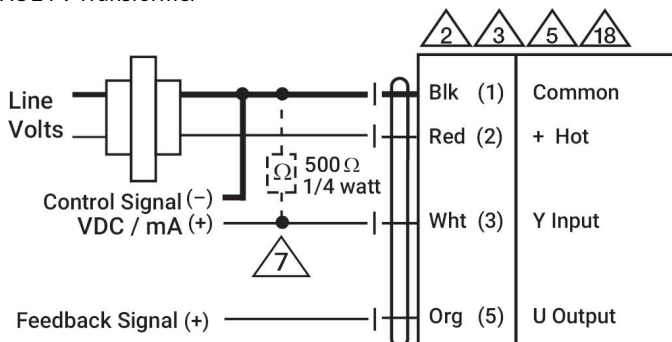 2 3 5 18
Line
Volts
Blk (1) Common
Red (2) + Hot
Ω 500 Ω
1/4 watt
Control Signal (–)
VDC / mA (+)
Wht (3) Y Input
7
Feedback Signal (+)
Org (5) U Output